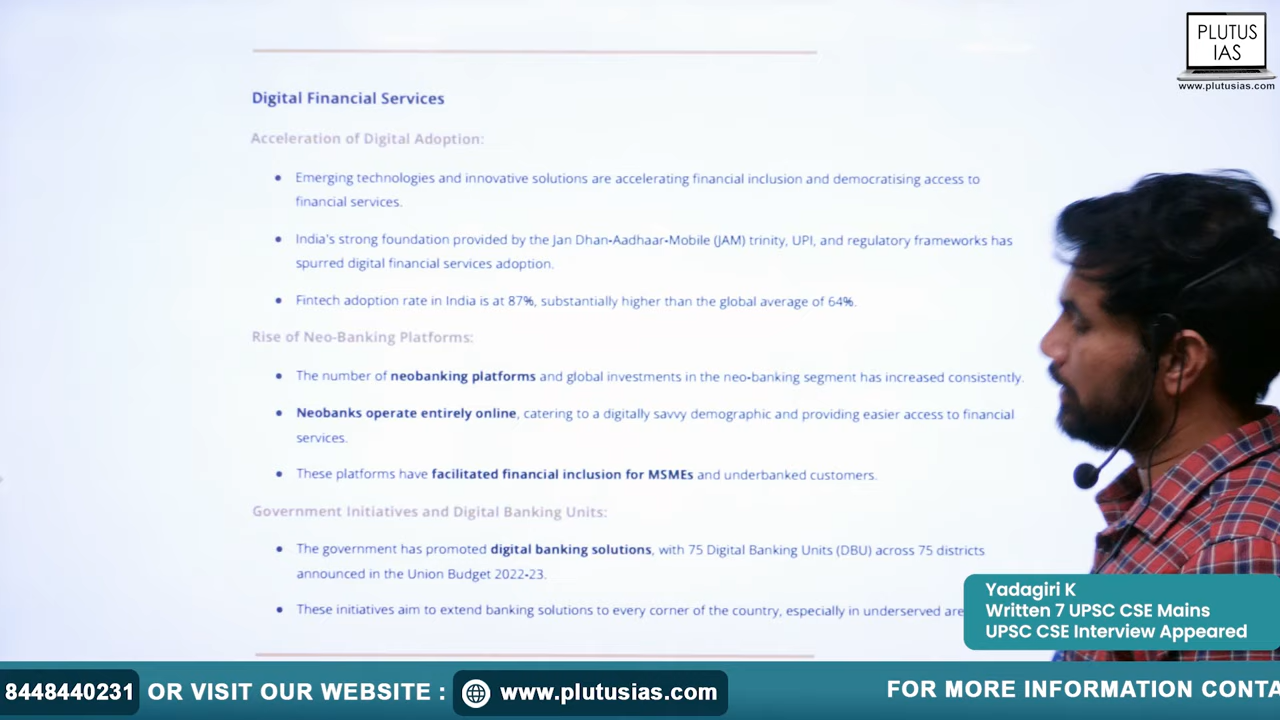 PLUTUS
IAS
www.plutusias.com
Digital Financial Services
Acceleration of Digital Adoption:
• Emerging technologies and innovative solutions are accelerating financial inclusion and democratising access to
financial services.
• India's strong foundation provided by the Jan Dhan-Aadhaar-Mobile (JAM) trinity, UPI, and regulatory frameworks has
spurred digital financial services adoption.
• Fintech adoption rate in India is at 87%, substantially higher than the global average of 64%.
Rise of Neo-Banking Platforms:
• The number of neobanking platforms and global investments in the neo-banking segment has increased consistently.
• Neobanks operate entirely online, catering to a digitally savvy demographic and providing easier access to financial
services.
• These platforms have facilitated financial inclusion for MSMEs and underbanked customers.
Government Initiatives and Digital Banking Units:
• The government has promoted digital banking solutions, with 75 Digital Banking Units (DBU) across 75 districts
announced in the Union Budget 2022-23.
• These initiatives aim to extend banking solutions to every corner of the country, especially in underserved
Yadagiri K
Written 7 UPSC CSE Mains
UPSC CSE Interview Appeared
8448440231 OR VISIT OUR WEBSITE : www.plutusias.com FOR MORE INFORMATION